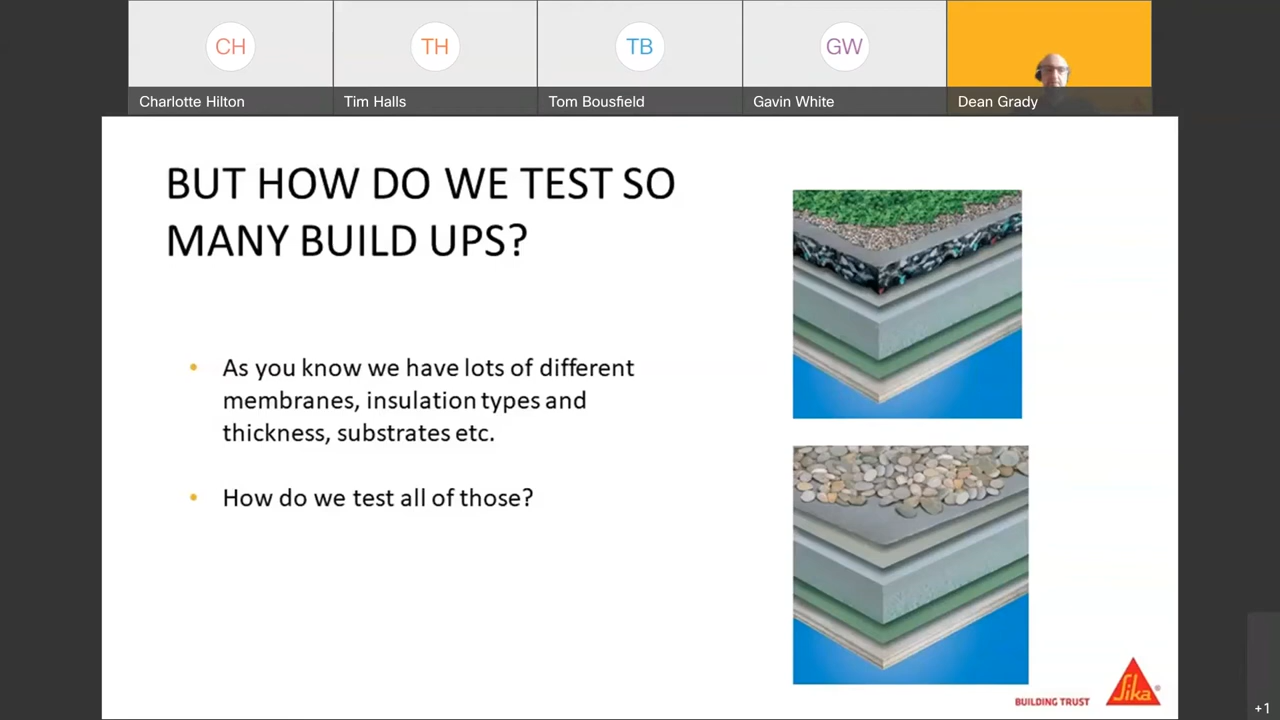 CH
TH
TB
GW
Charlotte Hilton
Tim Halls
Tom Bousfield
Gavin White
Dean Grady
BUT HOW DO WE TEST SO
MANY BUILD UPS?
• As you know we have lots of different
membranes, insulation types and
thickness, substrates etc.
• How do we test all of those?
BUILDING TRUST
Sika
®
+1